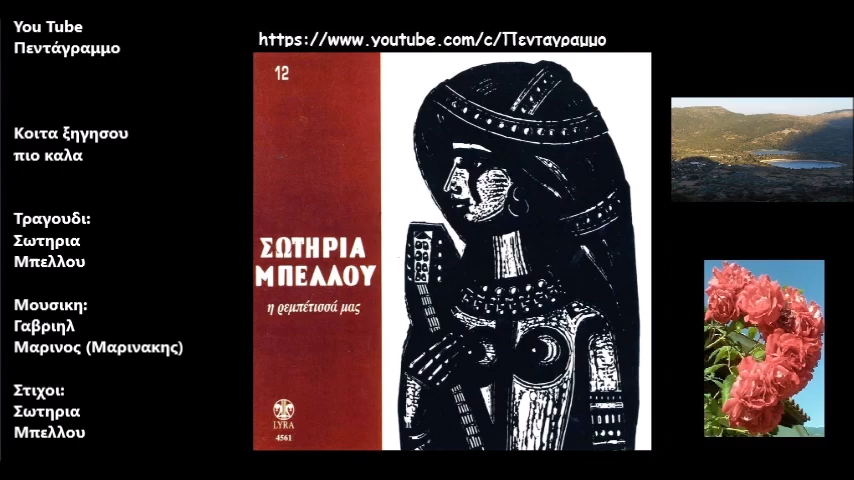 You Tube
Πεντάγραμμο
Κοιτα ξηγησου
πιο καλα
Τραγουδι:
Σωτηρια
Μπελλου
Μουσικη:
Γαβριηλ
Μαρινος (Μαρινακης)
Στιχοι:
Σωτηρια
Μπελλου
https://www.youtube.com/c/Πενταγραμμο
12
ΣΩΤΗΡΙΑ
ΜΠΕΛΛΟΥ
η ρεμπέτισσά μας
LYRA
4561